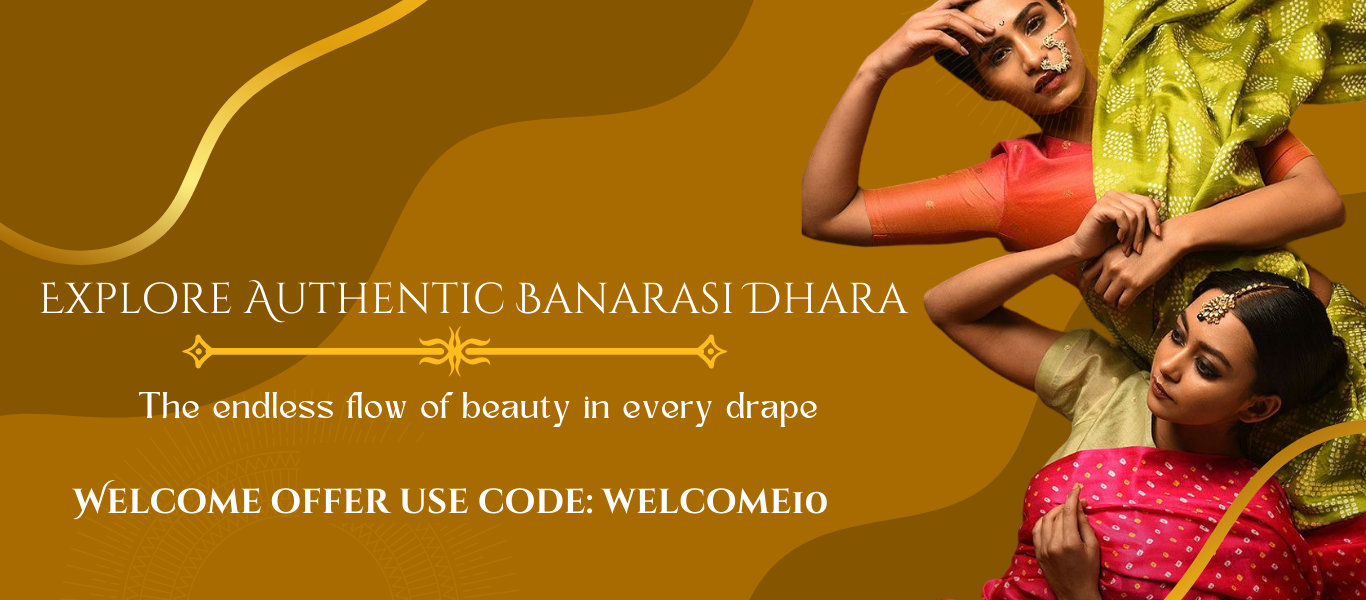 Explore Authentic Banarasi Dhara
The endless flow of beauty in every drape
Welcome offer use code: WELCOME10